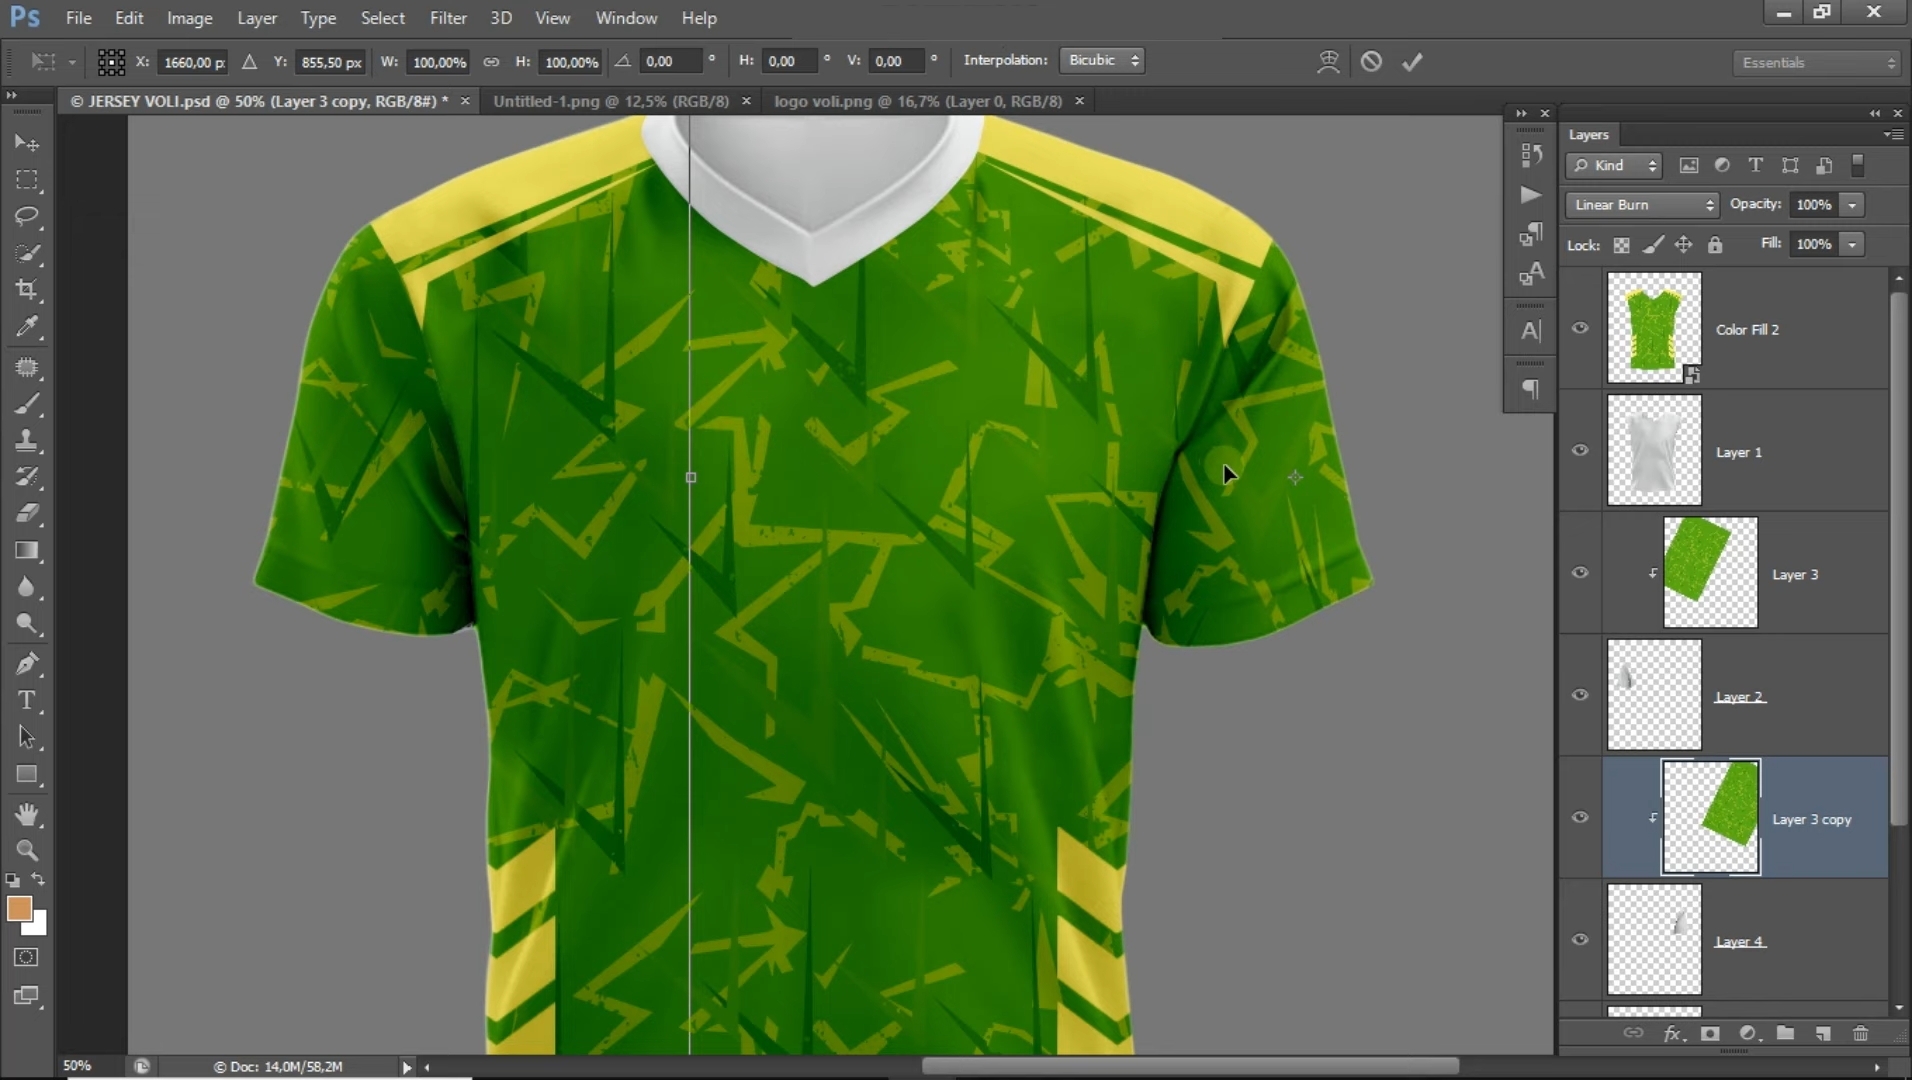 Ps File Edit Image Layer Type Select Filter 3D View Window Help
X: 1660,00 p: Y: 855,50 px W: 100,00% H: 100,00% 0,00 ° H: 0,00 ° V: 0,00 ° Interpolation: Bicubic Essentials
© JERSEY VOLI.psd @ 50% (Layer 3 copy, RGB/8#) * × Untitled-1.png @ 12,5% (RGB/8) × logo voli.png @ 16,7% (Layer 0, RGB/8) ×
Layers
Kind
Linear Burn Opacity: 100%
Lock: Fill: 100%
Color Fill 2
Layer 1
Layer 3
Layer 2
Layer 3 copy
Layer 4
50% © Doc: 14,0M/58,2M